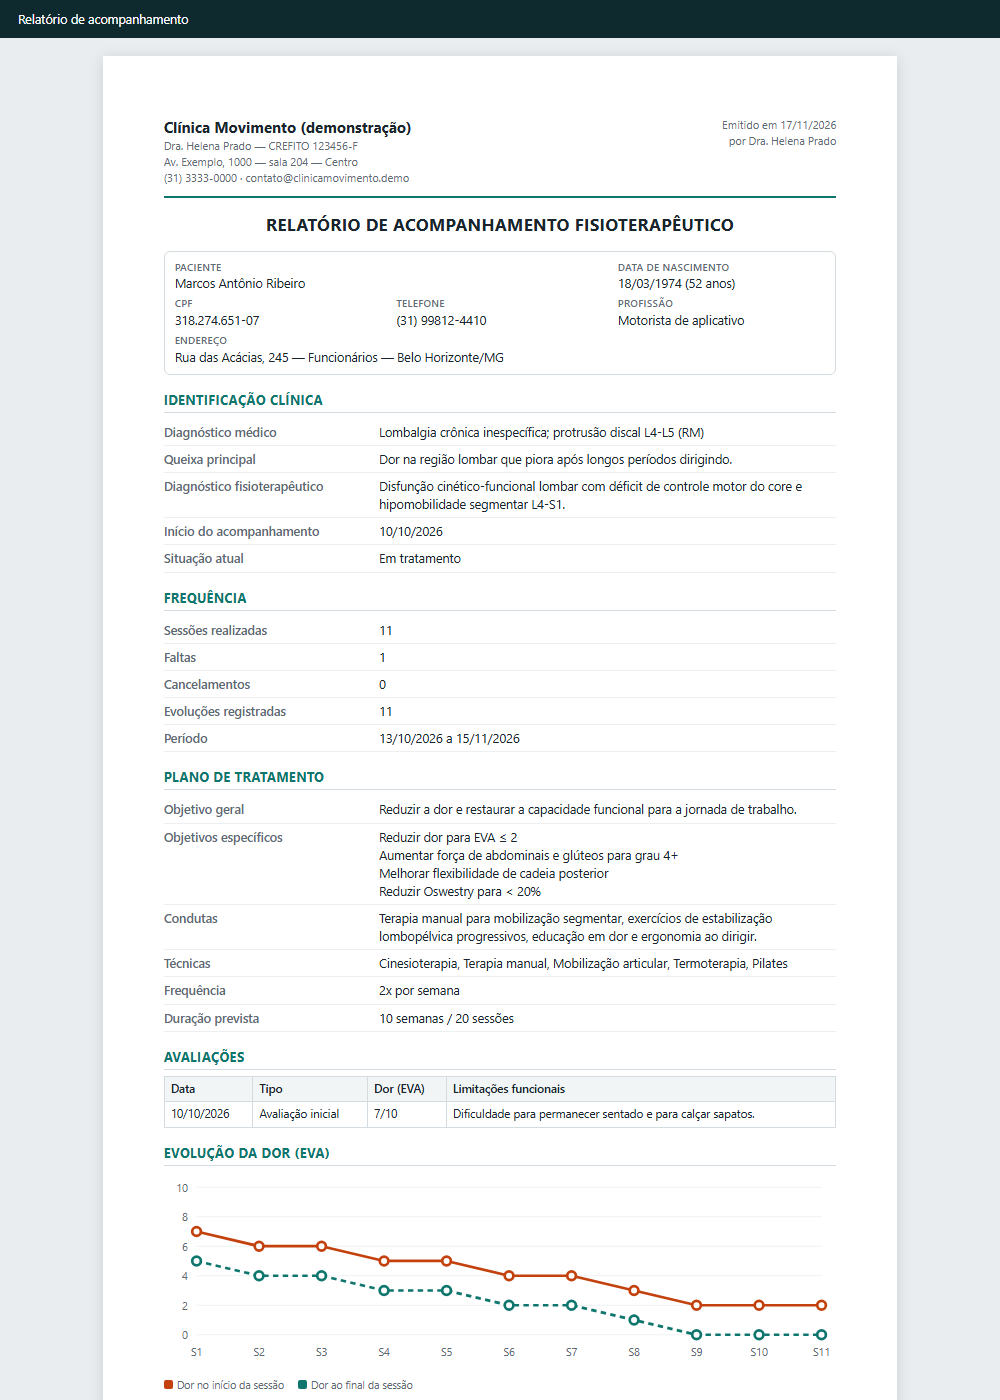 Relatório de acompanhamento
Clínica Movimento (demonstração)
Dra. Helena Prado — CREFITO 123456-F
Av. Exemplo, 1000 — sala 204 — Centro
(31) 3333-0000 · contato@clinicamovimento.demo
Emitido em 17/11/2026
por Dra. Helena Prado
RELATÓRIO DE ACOMPANHAMENTO FISIOTERAPÊUTICO
PACIENTE
Marcos Antônio Ribeiro
DATA DE NASCIMENTO
18/03/1974 (52 anos)
CPF
318.274.651-07
TELEFONE
(31) 99812-4410
PROFISSÃO
Motorista de aplicativo
ENDEREÇO
Rua das Acácias, 245 — Funcionários — Belo Horizonte/MG
IDENTIFICAÇÃO CLÍNICA
Diagnóstico médico Lombalgia crônica inespecífica; protrusão discal L4-L5 (RM)
Queixa principal Dor na região lombar que piora após longos períodos dirigindo.
Diagnóstico fisioterapêutico Disfunção cinético-funcional lombar com déficit de controle motor do core e
hipomobilidade segmentar L4-S1.
Início do acompanhamento 10/10/2026
Situação atual Em tratamento
FREQUÊNCIA
Sessões realizadas 11
Faltas 1
Cancelamentos 0
Evoluções registradas 11
Período 13/10/2026 a 15/11/2026
PLANO DE TRATAMENTO
Objetivo geral Reduzir a dor e restaurar a capacidade funcional para a jornada de trabalho.
Objetivos específicos Reduzir dor para EVA ≤ 2
Aumentar força de abdominais e glúteos para grau 4+
Melhorar flexibilidade de cadeia posterior
Reduzir Oswestry para < 20%
Condutas Terapia manual para mobilização segmentar, exercícios de estabilização
lombopélvica progressivos, educação em dor e ergonomia ao dirigir.
Técnicas Cinesioterapia, Terapia manual, Mobilização articular, Termoterapia, Pilates
Frequência 2x por semana
Duração prevista 10 semanas / 20 sessões
AVALIAÇÕES
Data Tipo Dor (EVA) Limitações funcionais
10/10/2026 Avaliação inicial 7/10 Dificuldade para permanecer sentado e para calçar sapatos.
EVOLUÇÃO DA DOR (EVA)
10
8
6
4
2
0
S1 S2 S3 S4 S5 S6 S7 S8 S9 S10 S11
Dor no início da sessão Dor ao final da sessão